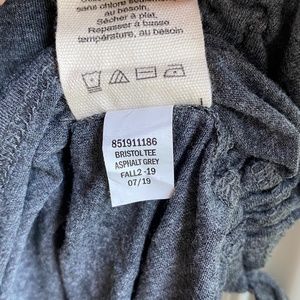 sans chlore seulement
au besoin.
Sécher à plat.
Repasser à basse
température, au besoin.
851911186
BRISTOL TEE
ASPHALT GREY
FALL2 -19
07/19